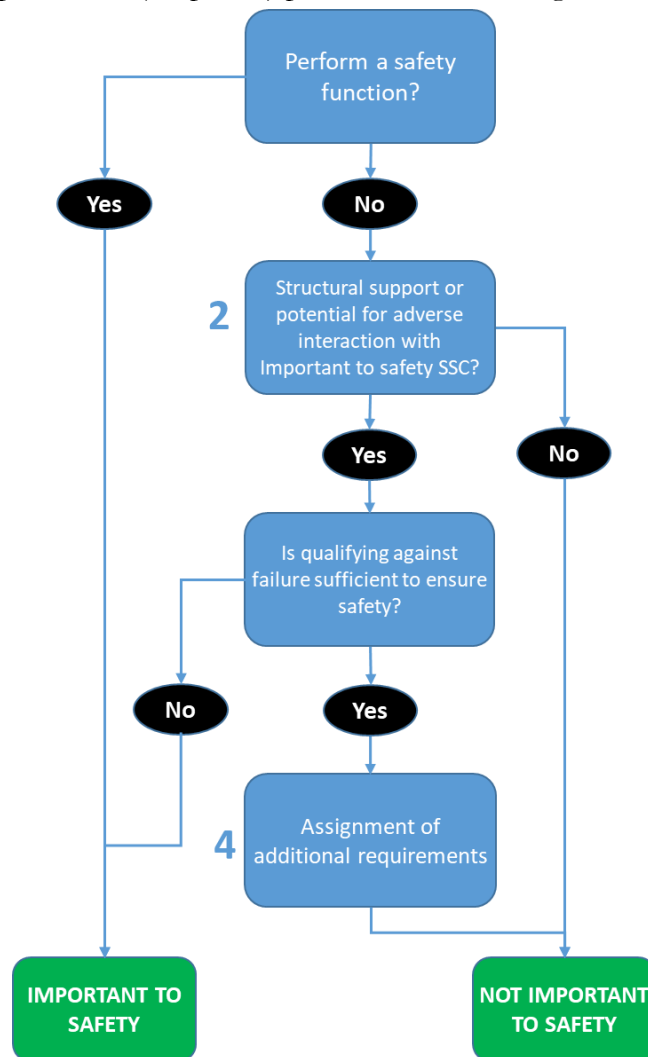 Perform a safety
function?
Yes
No
2
Structural support or
potential for adverse
interaction with
Important to safety SSC?
Yes
No
Is qualifying against
failure sufficient to ensure
safety?
No
Yes
4
Assignment of
additional requirements
IMPORTANT TO
SAFETY
NOT IMPORTANT
TO SAFETY